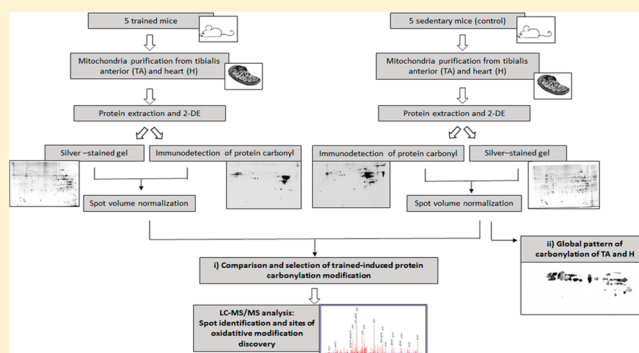 5 trained mice
5 sedentary mice (control)
Mitochondria purification from tibialis
anterior (TA) and heart (H)
Mitochondria purification from tibialis
anterior (TA) and heart (H)
Protein extraction and 2-DE
Protein extraction and 2-DE
Silver –stained gel
Immunodetection of protein carbonyl
Immunodetection of protein carbonyl
Silver–stained gel
Spot volume normalization
Spot volume normalization
ii) Global pattern of
carbonylation of TA and H
i) Comparison and selection of trained-induced protein
carbonylation modification
LC-MS/MS analysis:
Spot identification and sites of
oxidatitive modification
discovery